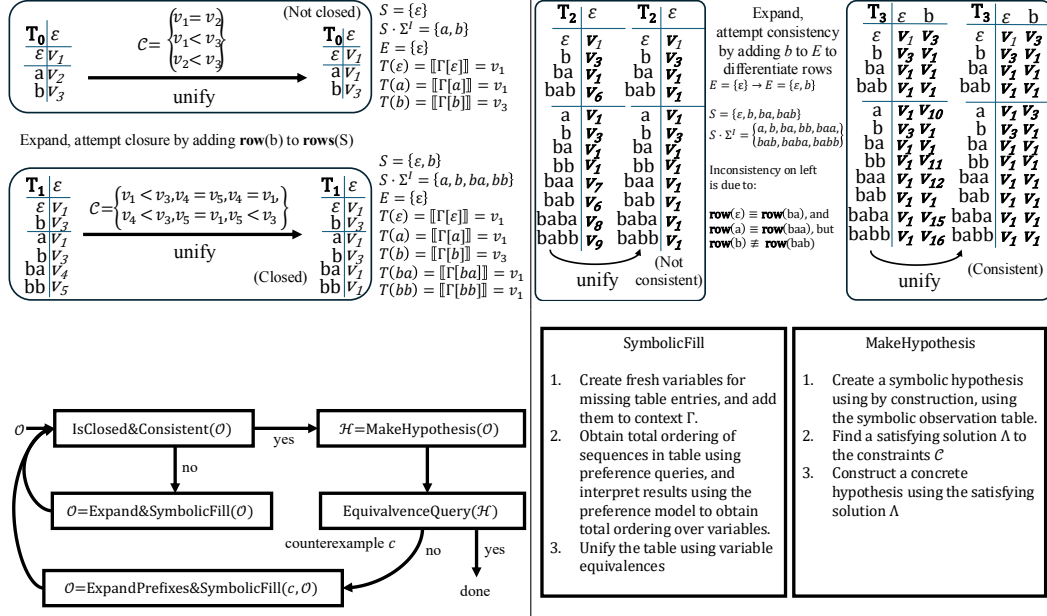 (Not closed)
T₀ ε
ε v₁
a v₂
b v₃
𝒞= { v₁ = v₂
v₁ < v₃
v₂ < v₃ }
unify
T₀ ε
ε v₁
a v₁
b v₃
S = {ε}
S · Σᴵ = {a, b}
E = {ε}
T(ε) = ⟦Γ[ε]⟧ = v₁
T(a) = ⟦Γ[a]⟧ = v₁
T(b) = ⟦Γ[b]⟧ = v₃
Expand, attempt closure by adding row(b) to rows(S)
T₁ ε
ε v₁
b v₃
a v₁
b v₃
ba v₄
bb v₅
𝒞= { v₁ < v₃, v₄ = v₅, v₄ = v₁,
v₄ < v₃, v₅ = v₁, v₅ < v₃ }
unify
(Closed)
T₁ ε
ε v₁
b v₃
a v₁
b v₃
ba v₁
bb v₁
S = {ε, b}
S · Σᴵ = {a, b, ba, bb}
E = {ε}
T(ε) = ⟦Γ[ε]⟧ = v₁
T(a) = ⟦Γ[a]⟧ = v₁
T(b) = ⟦Γ[b]⟧ = v₃
T(ba) = ⟦Γ[ba]⟧ = v₁
T(bb) = ⟦Γ[bb]⟧ = v₁
T₂ ε
ε v₁
b v₃
ba v₁
bab v₆
a v₁
b v₃
ba v₁
bb v₁
baa v₇
bab v₆
baba v₈
babb v₉
unify
T₂ ε
ε v₁
b v₃
ba v₁
bab v₁
a v₁
b v₃
ba v₁
bb v₁
baa v₁
bab v₁
baba v₁
babb v₁
(Not
consistent)
Expand,
attempt consistency
by adding b to E to
differentiate rows
E = {ε} → E = {ε, b}
S = {ε, b, ba, bab}
S · Σᴵ = { a, b, ba, bb, baa,
bab, baba, babb }
Inconsistency on left
is due to:
row(ε) ≡ row(ba), and
row(a) ≡ row(baa), but
row(b) ≢ row(bab)
T₃ ε b
ε v₁ v₃
b v₃ v₁
ba v₁ v₁
bab v₁ v₁
a v₁ v₁₀
b v₃ v₁
ba v₁ v₁
bb v₁ v₁₁
baa v₁ v₁₂
bab v₁ v₁
baba v₁ v₁₅
babb v₁ v₁₆
unify
T₃ ε b
ε v₁ v₃
b v₃ v₁
ba v₁ v₁
bab v₁ v₁
a v₁ v₃
b v₃ v₁
ba v₁ v₁
bb v₁ v₁
baa v₁ v₁
bab v₁ v₁
baba v₁ v₁
babb v₁ v₁
(Consistent)
𝒪
IsClosed&Consistent(𝒪)
yes
ℋ=MakeHypothesis(𝒪)
no
𝒪=Expand&SymbolicFill(𝒪)
EquivalvenceQuery(ℋ)
counterexample c
no
yes
𝒪=ExpandPrefixes&SymbolicFill(c, 𝒪)
done
SymbolicFill
1. Create fresh variables for
missing table entries, and add
them to context Γ.
2. Obtain total ordering of
sequences in table using
preference queries, and
interpret results using the
preference model to obtain
total ordering over variables.
3. Unify the table using variable
equivalences
MakeHypothesis
1. Create a symbolic hypothesis
using by construction, using
the symbolic observation table.
2. Find a satisfying solution Λ to
the constraints 𝒞
3. Construct a concrete
hypothesis using the satisfying
solution Λ